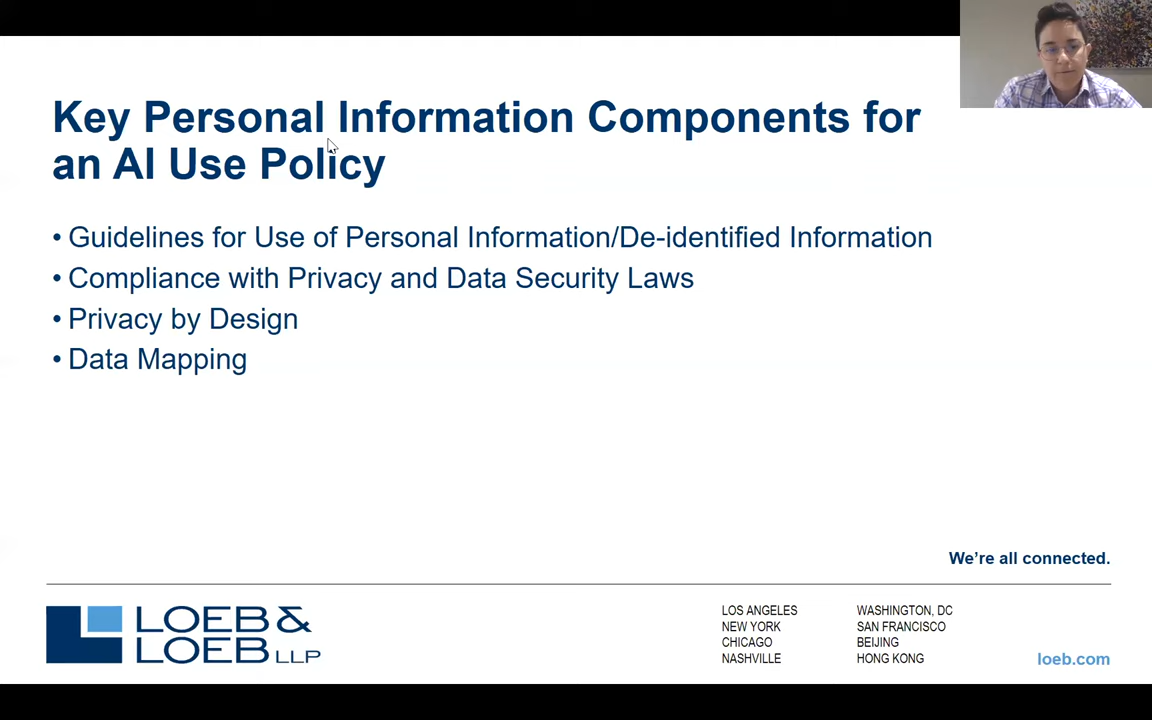 Key Personal Information Components for
an AI Use Policy
• Guidelines for Use of Personal Information/De-identified Information
• Compliance with Privacy and Data Security Laws
• Privacy by Design
• Data Mapping
We're all connected.
LOEB &
LOEB LLP
LOS ANGELES
NEW YORK
CHICAGO
NASHVILLE
WASHINGTON, DC
SAN FRANCISCO
BEIJING
HONG KONG
loeb.com